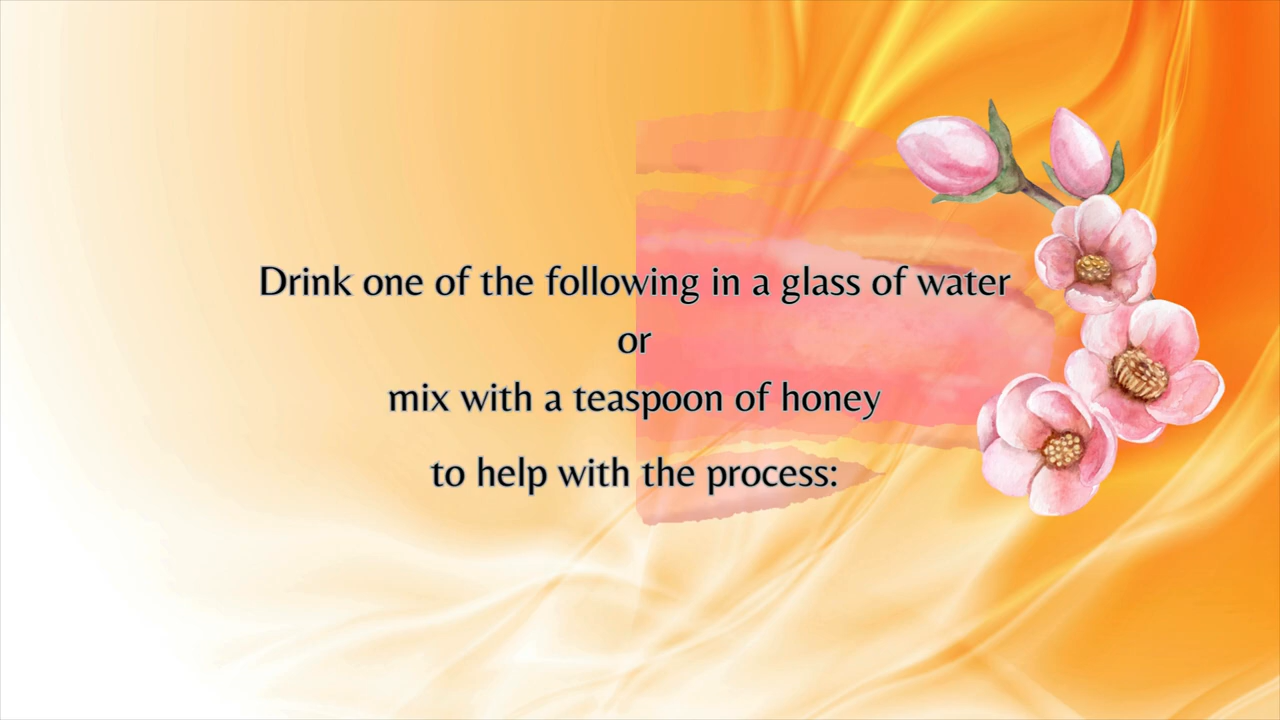 Drink one of the following in a glass of water
or
mix with a teaspoon of honey
to help with the process: